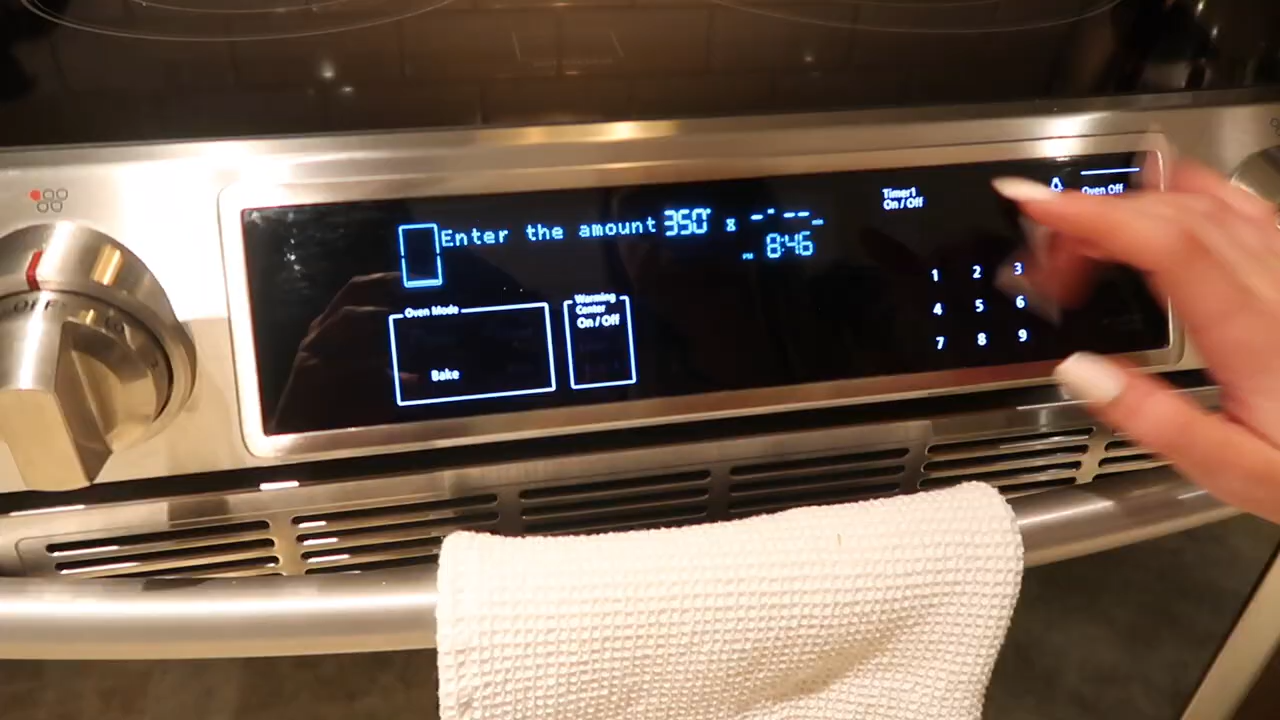 Enter the amount 350°
PM 8:46
Timer1
On / Off
Oven Off
Oven Mode
Bake
Warming
Center
On / Off
1 2 3
4 5 6
7 8 9
OFF